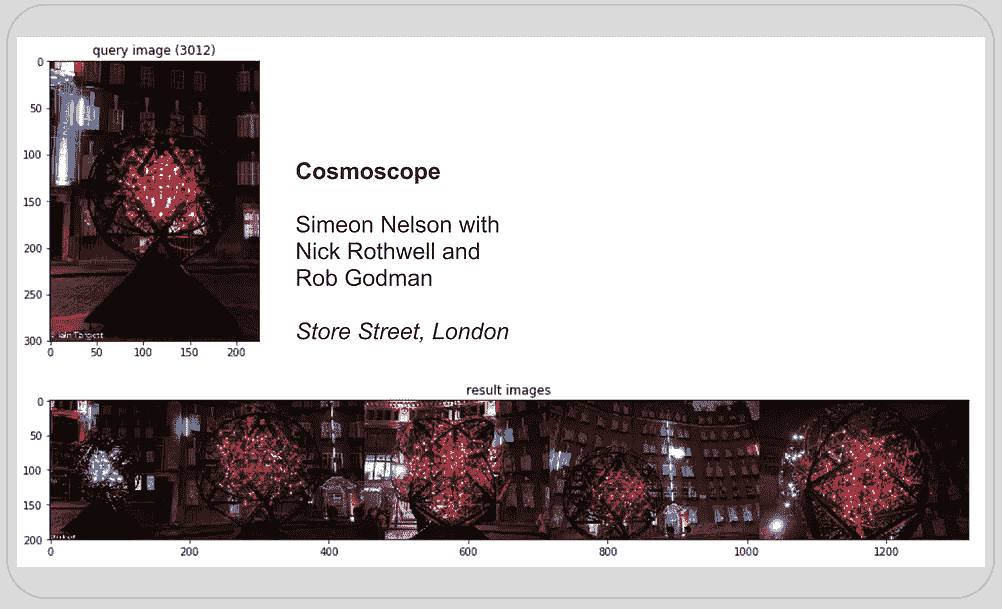 query image (3012)
0
50
100
150
200
250
300
0 50 100 150 200
© Iain Targett
Cosmoscope
Simeon Nelson with
Nick Rothwell and
Rob Godman
Store Street, London
result images
0
50
100
150
200
0 200 400 600 800 1000 1200